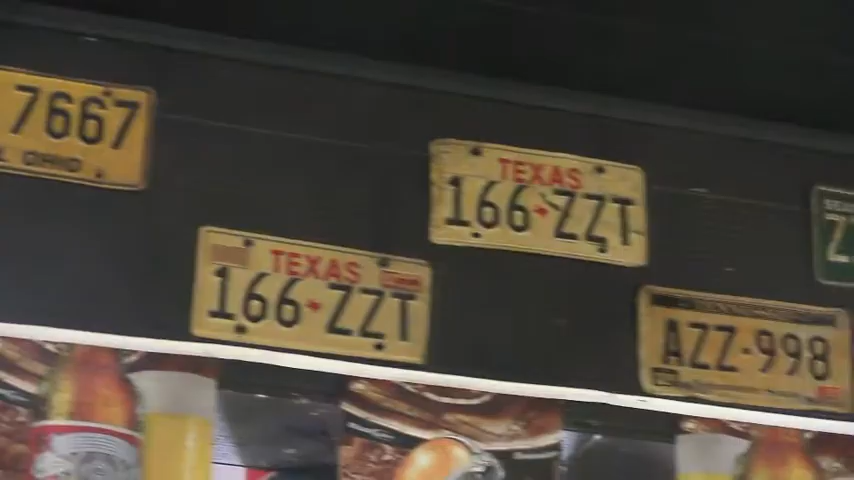 7667
OHIO
TEXAS
166 ZZT
TEXAS
166 ZZT
AZZ-998
Z